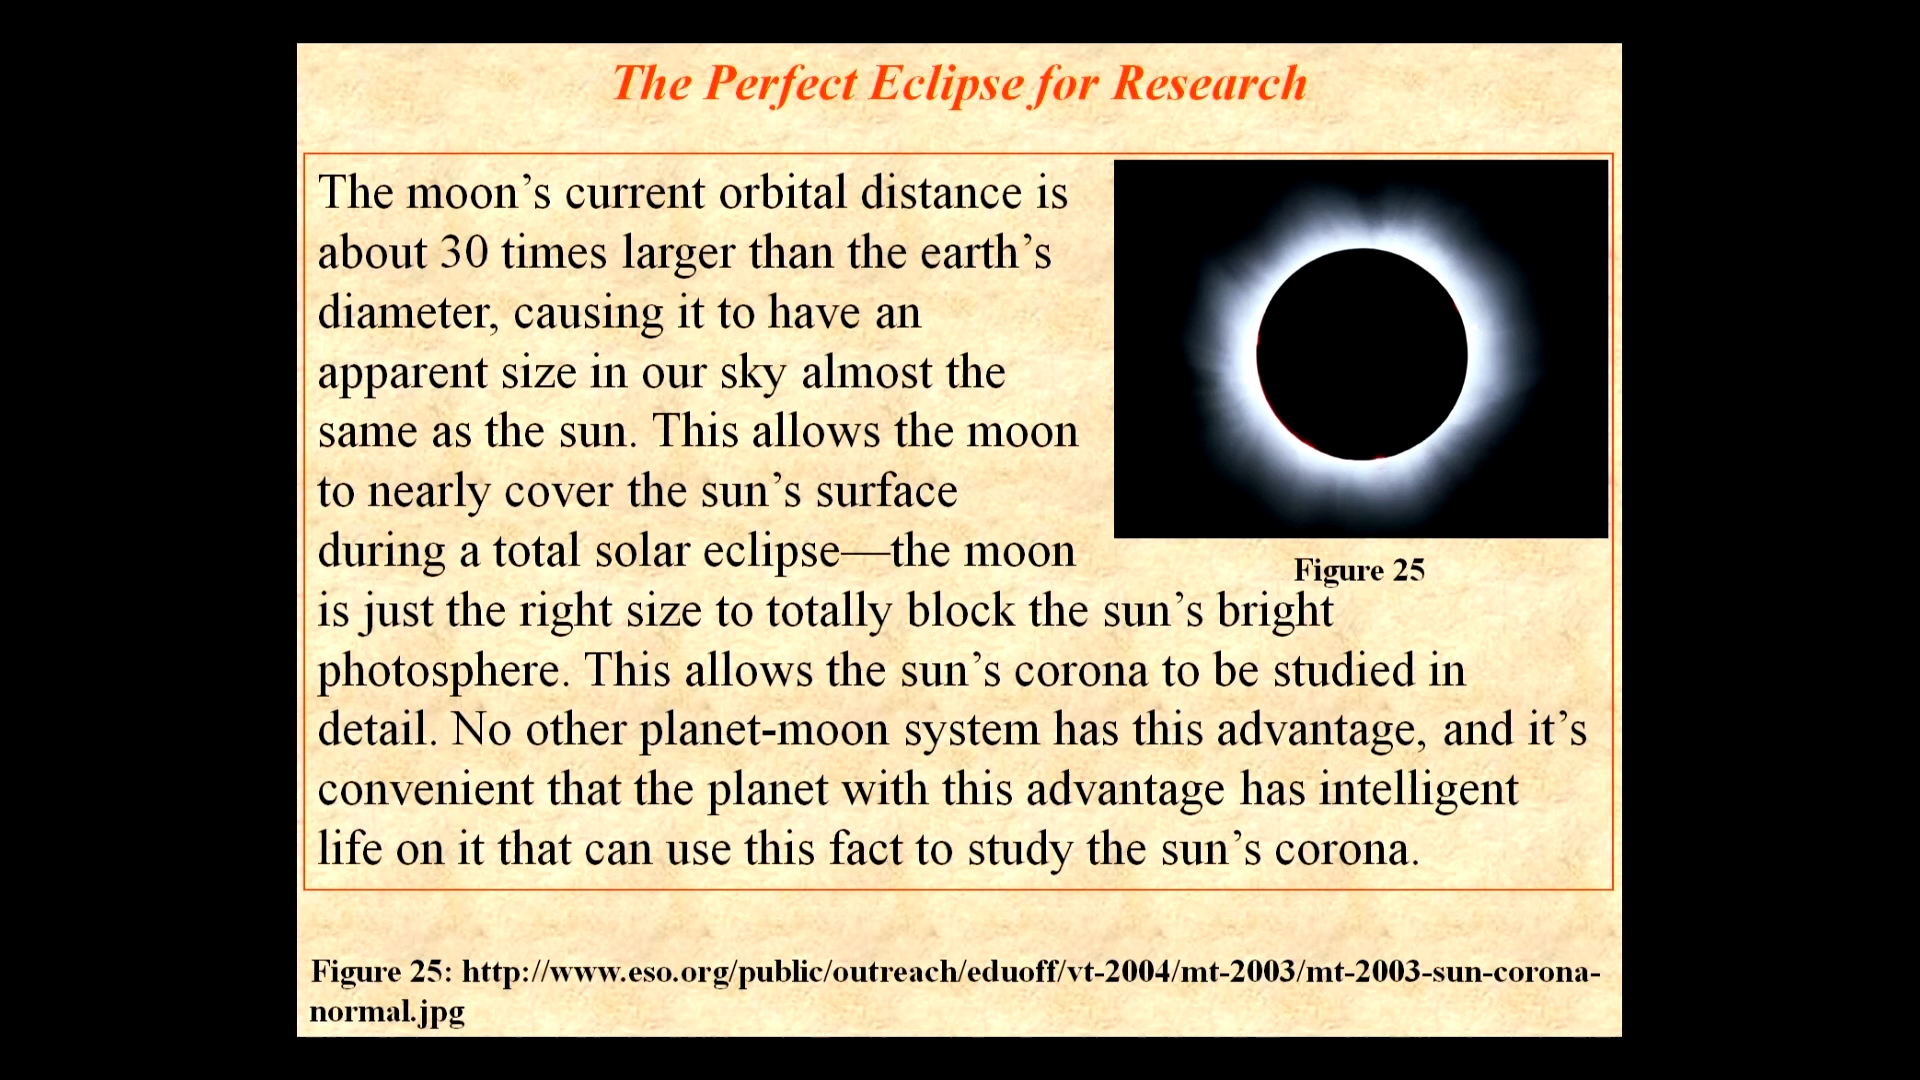 The Perfect Eclipse for Research
The moon’s current orbital distance is
about 30 times larger than the earth’s
diameter, causing it to have an
apparent size in our sky almost the
same as the sun. This allows the moon
to nearly cover the sun’s surface
during a total solar eclipse—the moon
is just the right size to totally block the sun’s bright
photosphere. This allows the sun’s corona to be studied in
detail. No other planet-moon system has this advantage, and it’s
convenient that the planet with this advantage has intelligent
life on it that can use this fact to study the sun’s corona.
Figure 25
Figure 25: http://www.eso.org/public/outreach/eduoff/vt-2004/mt-2003/mt-2003-sun-corona-
normal.jpg